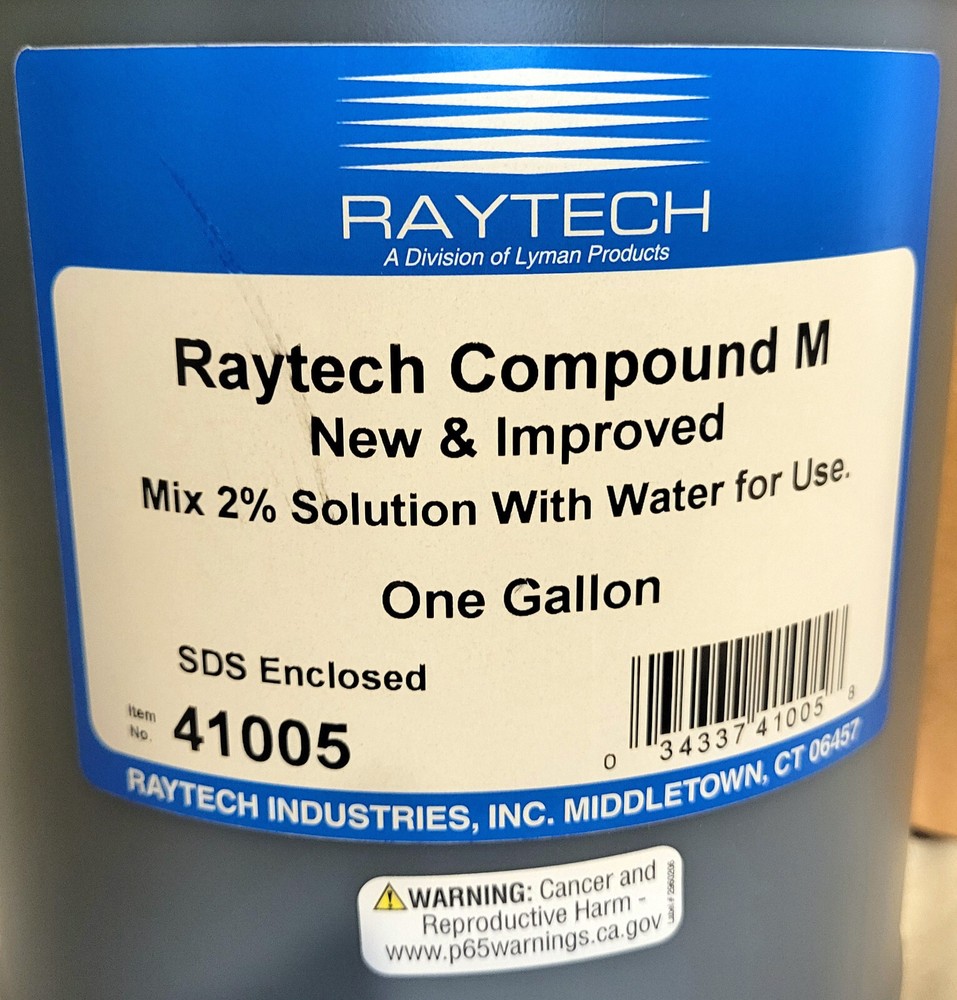 RAYTECH
A Division of Lyman Products
Raytech Compound M
New & Improved
Mix 2% Solution With Water for Use.
One Gallon
SDS Enclosed
Item
No. 41005
0 34337 41005 8
RAYTECH INDUSTRIES, INC. MIDDLETOWN, CT 06457
WARNING: Cancer and
Reproductive Harm -
www.p65warnings.ca.gov